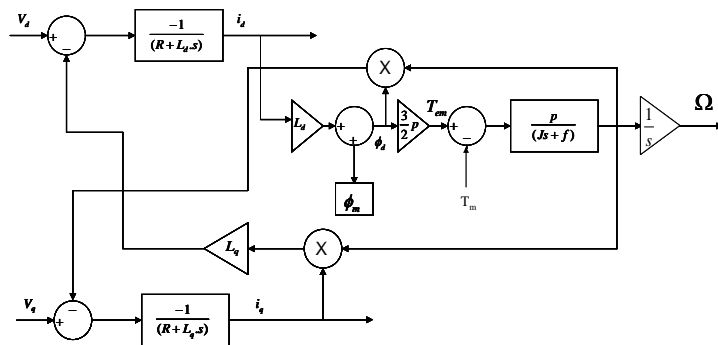 V_d
+
−
-1
(R+L_d.s)
i_d
X
L_d
+
+
ϕ_d
3
2
p
T_em
+
−
p
(Js+f)
1
s
Ω
ϕ_m
T_m
L_q
X
V_q
+
−
-1
(R+L_q.s)
i_q